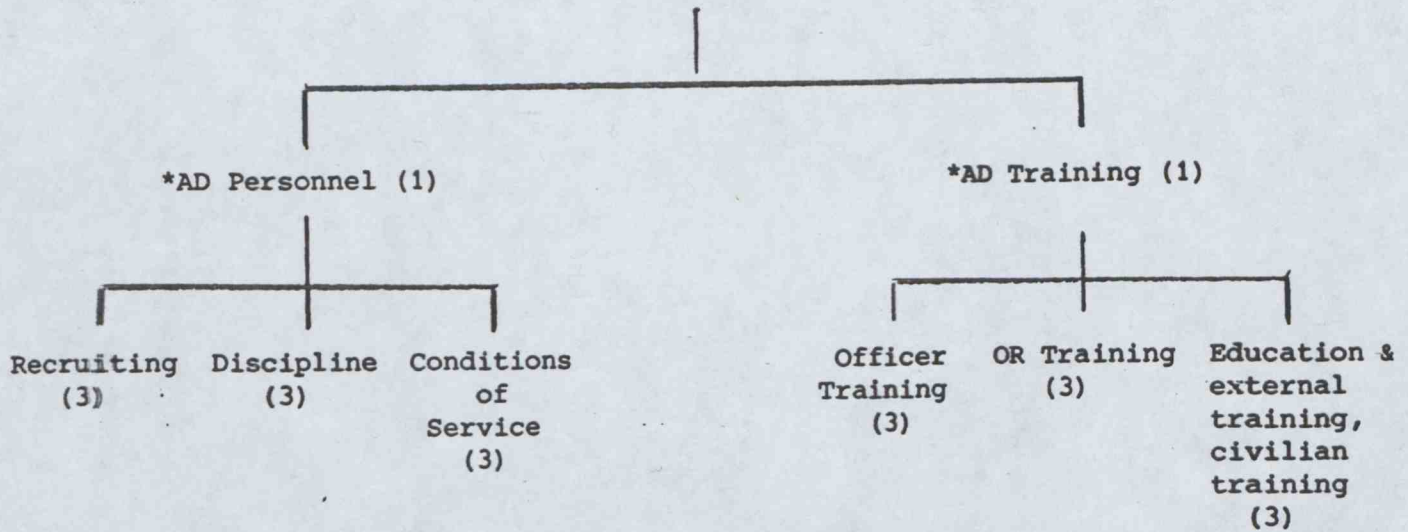 *AD Personnel (1)
*AD Training (1)
Recruiting
(3)
Discipline
(3)
Conditions
of
Service
(3)
Officer
Training
(3)
OR Training
(3)
Education &
external
training,
civilian
training
(3)